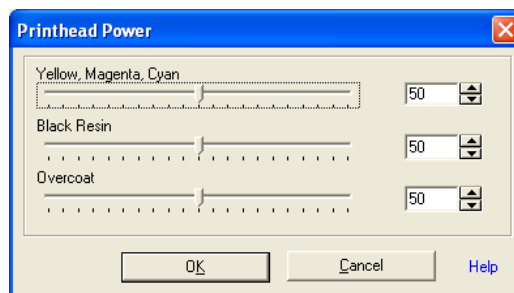 Printhead Power
Yellow, Magenta, Cyan
50
Black Resin
50
Overcoat
50
OK Cancel Help